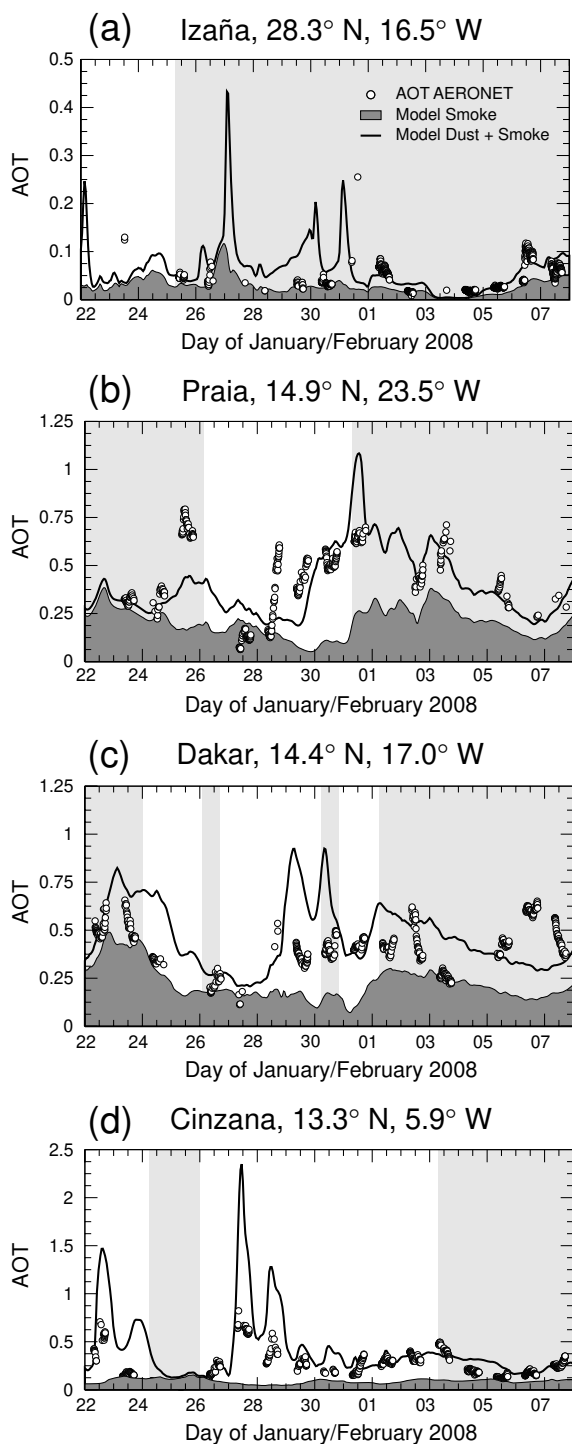 (a) Izaña, 28.3° N, 16.5° W
0.5
0.4
0.3
0.2
0.1
0
AOT
AOT AERONET
Model Smoke
Model Dust + Smoke
22 24 26 28 30 01 03 05 07
Day of January/February 2008
(b) Praia, 14.9° N, 23.5° W
1.25
1
0.75
0.5
0.25
0
AOT
22 24 26 28 30 01 03 05 07
Day of January/February 2008
(c) Dakar, 14.4° N, 17.0° W
1.25
1
0.75
0.5
0.25
0
AOT
22 24 26 28 30 01 03 05 07
Day of January/February 2008
(d) Cinzana, 13.3° N, 5.9° W
2.5
2
1.5
1
0.5
0
AOT
22 24 26 28 30 01 03 05 07
Day of January/February 2008